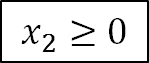 x₂ ≥ 0